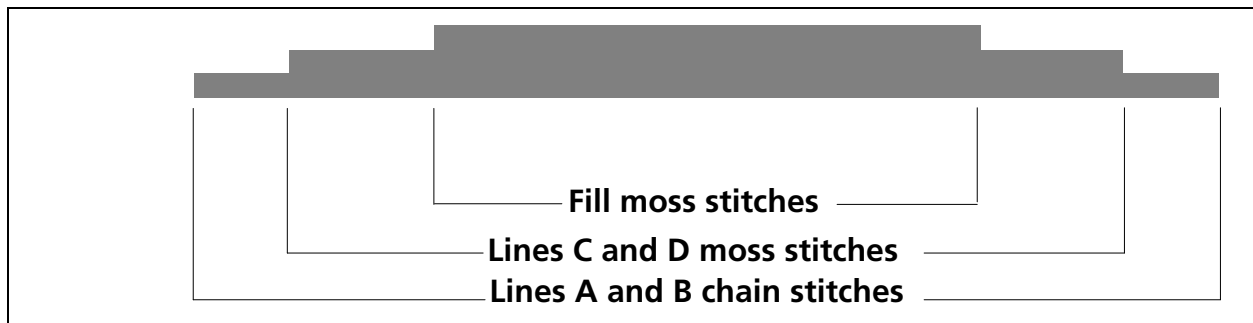 Fill moss stitches
Lines C and D moss stitches
Lines A and B chain stitches